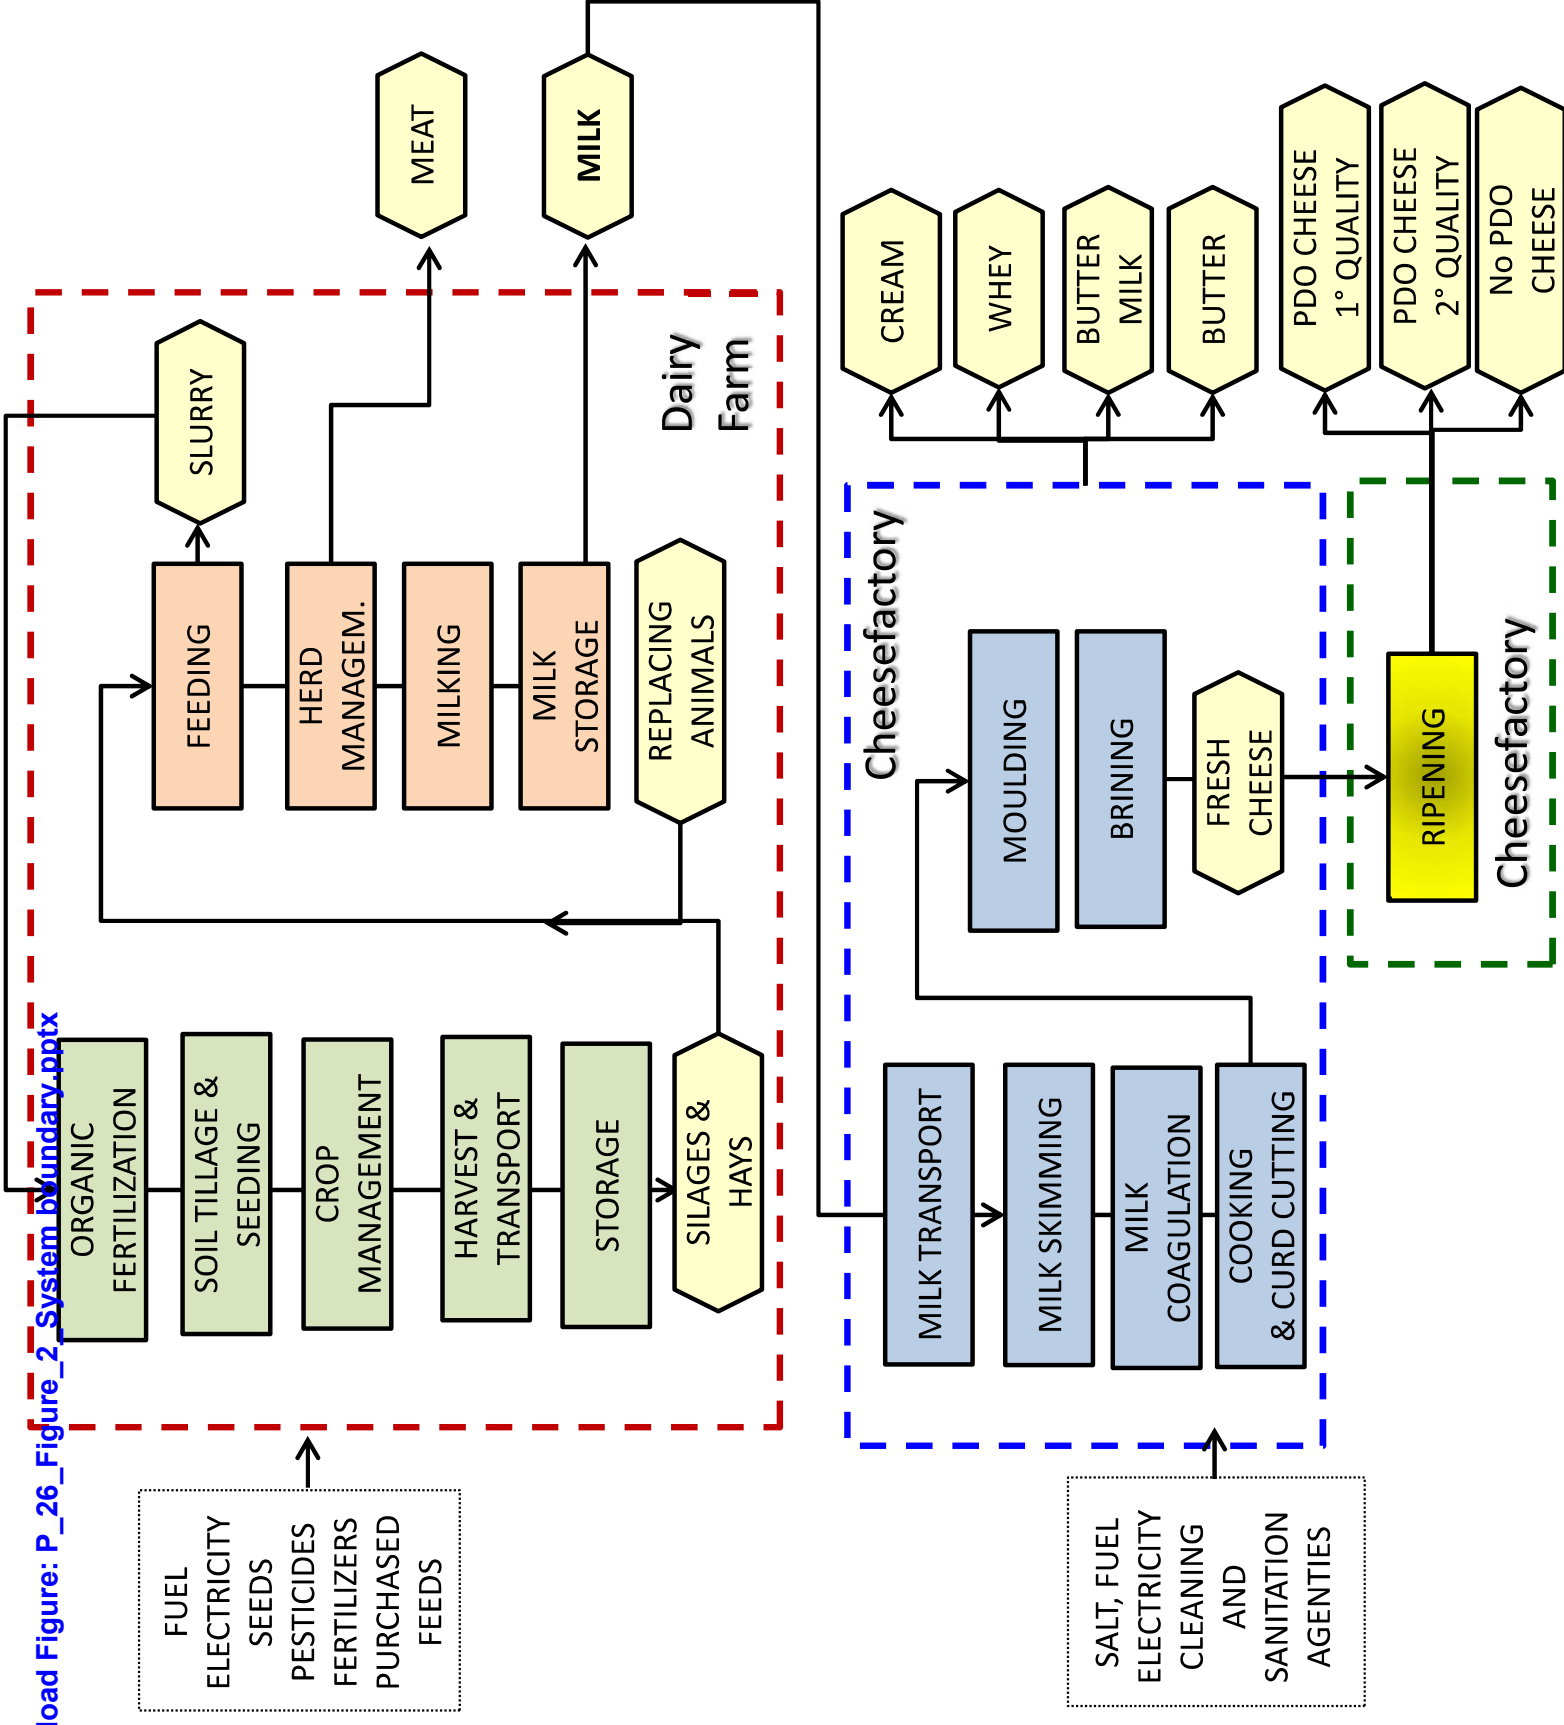 load Figure: P_26_Figure_2_System boundary.pptx
FUEL
ELECTRICITY
SEEDS
PESTICIDES
FERTILIZERS
PURCHASED
FEEDS
ORGANIC
FERTILIZATION
SOIL TILLAGE &
SEEDING
CROP
MANAGEMENT
HARVEST &
TRANSPORT
STORAGE
SILAGES &
HAYS
FEEDING
HERD
MANAGEM.
MILKING
MILK
STORAGE
REPLACING
ANIMALS
SLURRY
Dairy
Farm
MEAT
MILK
SALT, FUEL
ELECTRICITY
CLEANING
AND
SANITATION
AGENTIES
MILK TRANSPORT
MILK SKIMMING
MILK
COAGULATION
COOKING
& CURD CUTTING
Cheesefactory
MOULDING
BRINING
FRESH
CHEESE
RIPENING
Cheesefactory
CREAM
WHEY
BUTTER
MILK
BUTTER
PDO CHEESE
1° QUALITY
PDO CHEESE
2° QUALITY
No PDO
CHEESE